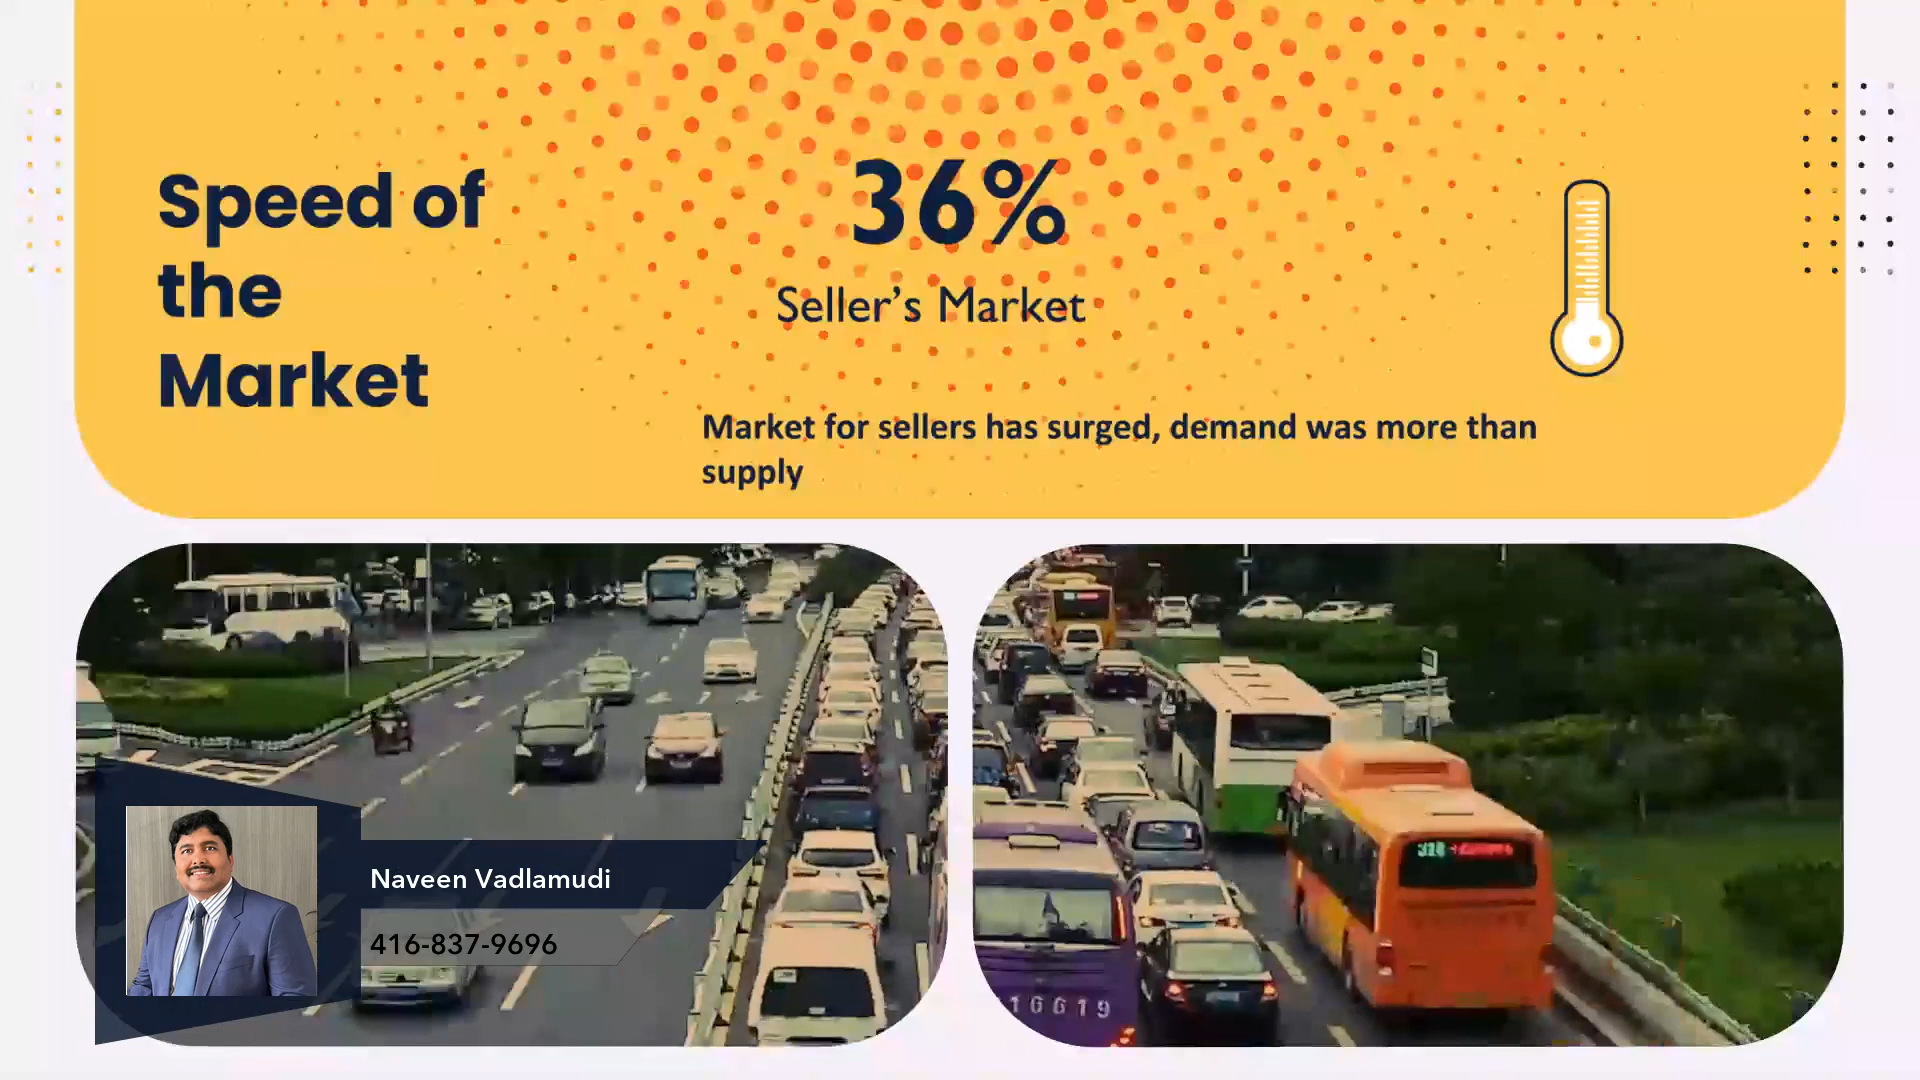 Speed of
the
Market
36%
Seller's Market
Market for sellers has surged, demand was more than
supply
Naveen Vadlamudi
416-837-9696
16619